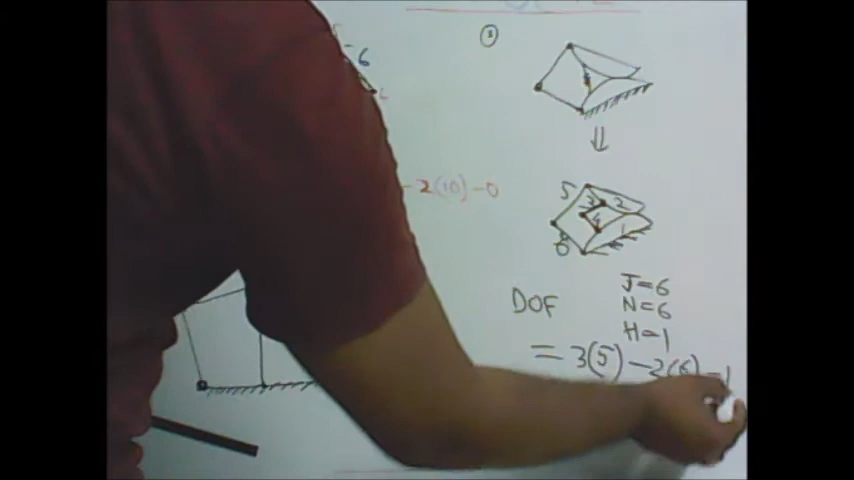 6
3
- 2(10) - 0
5
3
2
4
1
6
DOF
J=6
N=6
H=1
= 3(5) - 2(6) - 1